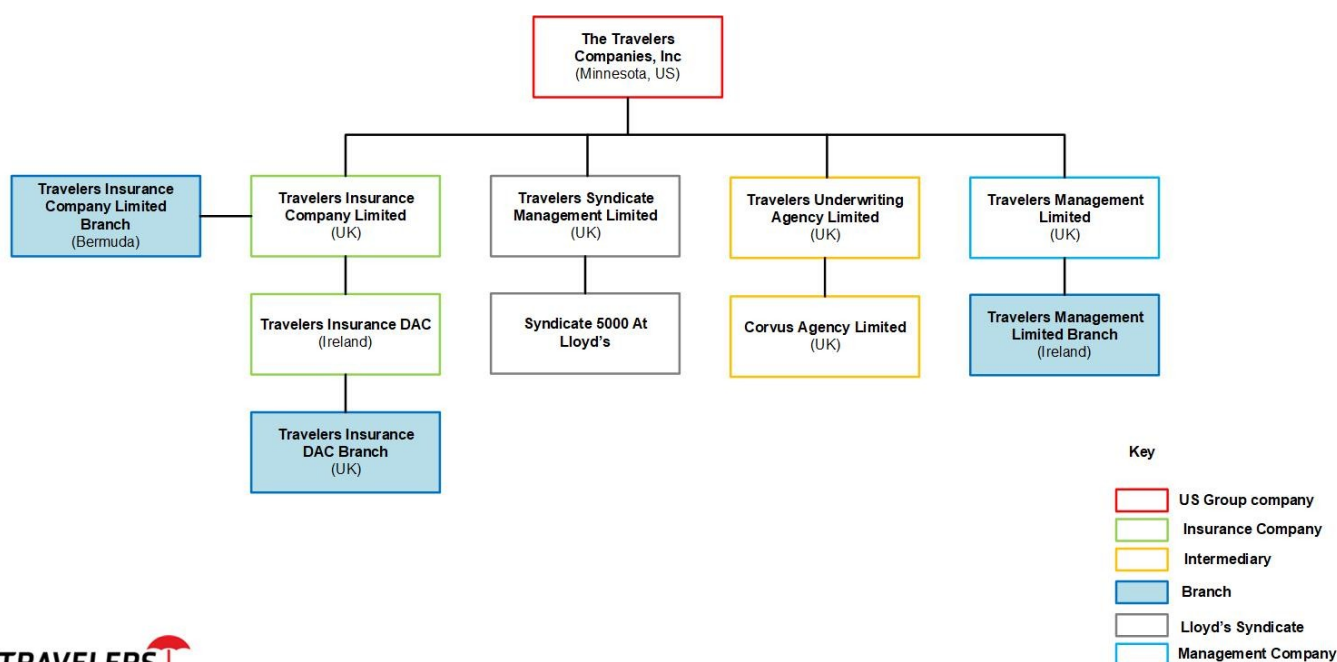 The Travelers
Companies, Inc
(Minnesota, US)
Travelers Insurance
Company Limited
Branch
(Bermuda)
Travelers Insurance
Company Limited
(UK)
Travelers Syndicate
Management Limited
(UK)
Travelers Underwriting
Agency Limited
(UK)
Travelers Management
Limited
(UK)
Travelers Insurance DAC
(Ireland)
Syndicate 5000 At
Lloyd's
Corvus Agency Limited
(UK)
Travelers Management
Limited Branch
(Ireland)
Travelers Insurance
DAC Branch
(UK)
Key
US Group company
Insurance Company
Intermediary
Branch
Lloyd's Syndicate
Management Company
TRAVELERS